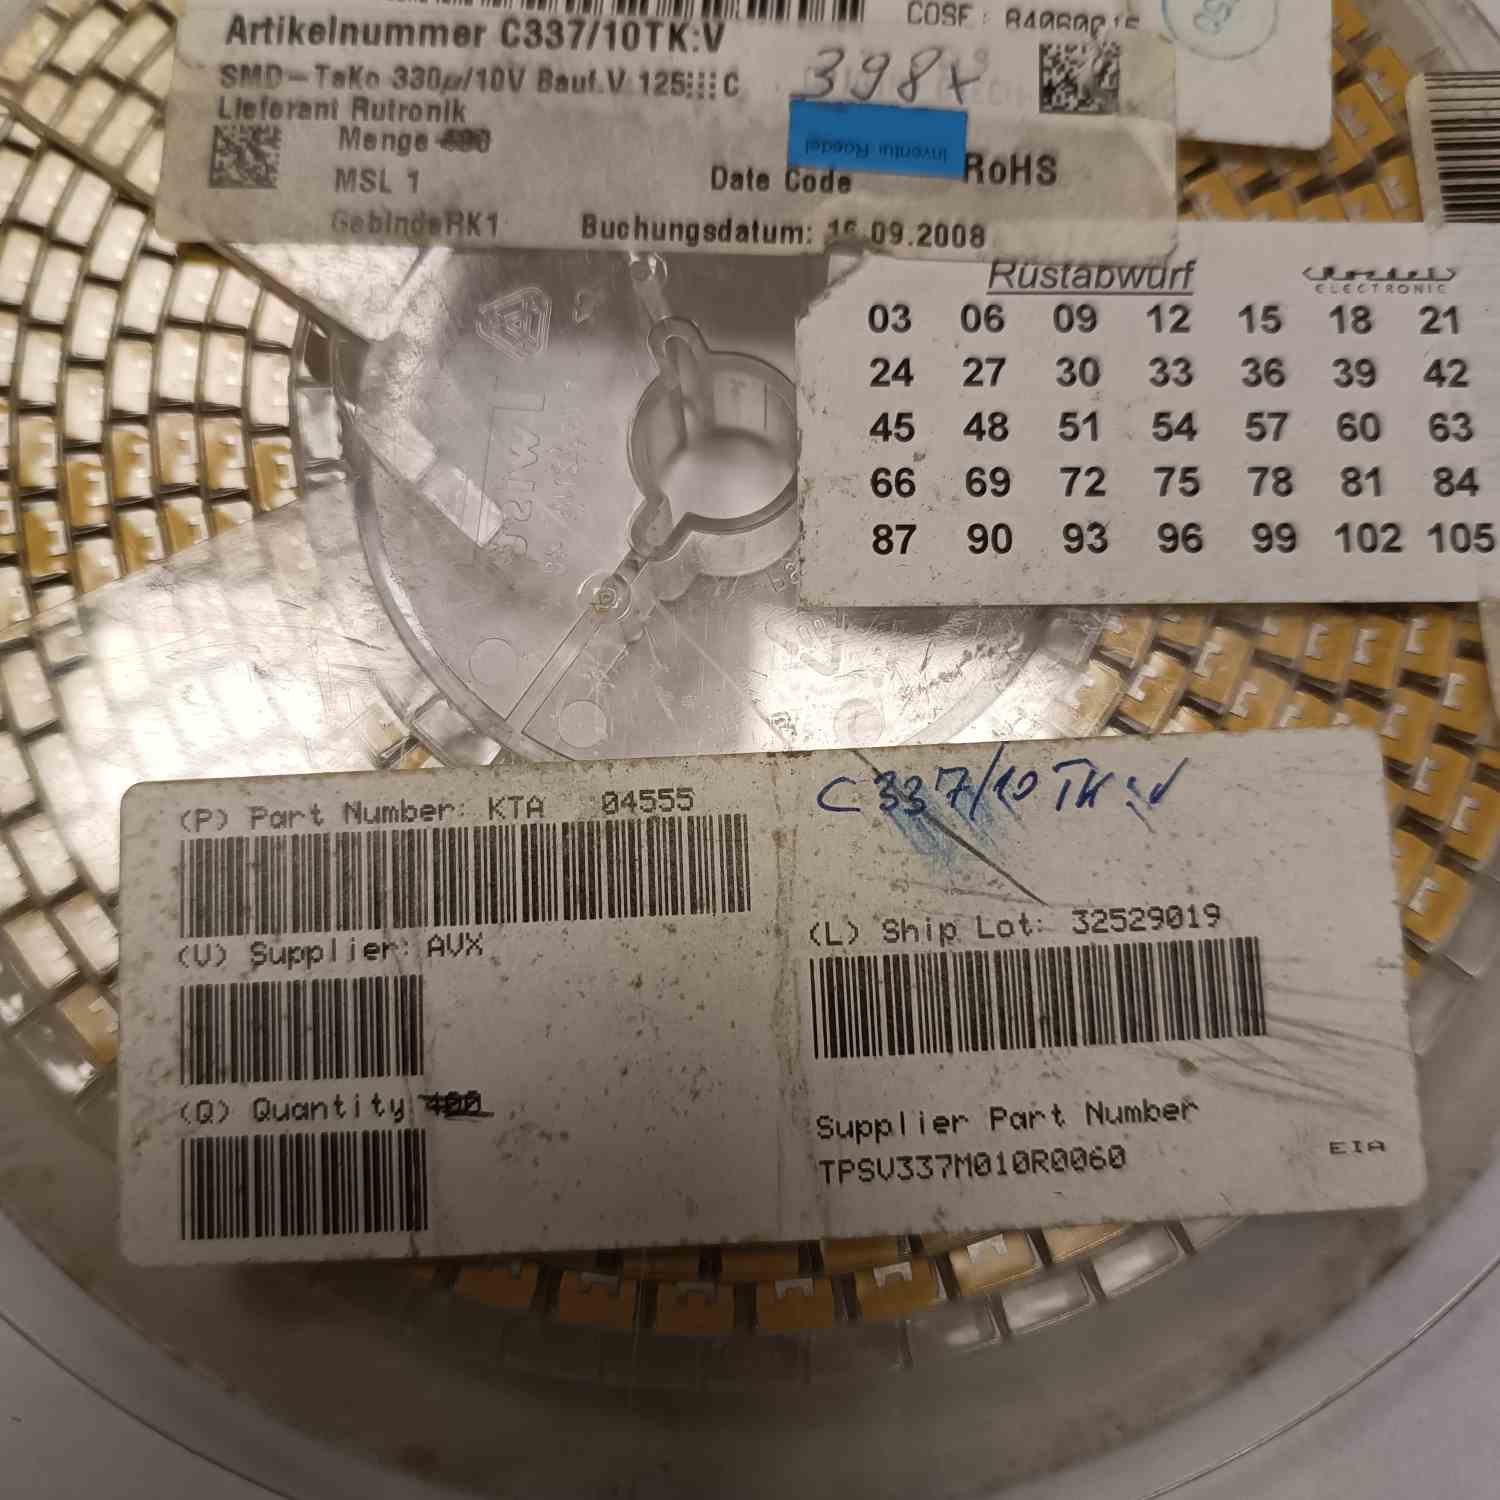 COSE:
Artikelnummer C337/10TK:V
SMD-TaKo 330µ/10V Bauf.V 125 C
398x
Lieferant Rutronik
Menge 400
Inventur Roedel
MSL 1
Date Code
RoHS
GebindeRK1
Buchungsdatum: 16.09.2008
Rüstabwurf
Roedel
ELECTRONIC
03 06 09 12 15 18 21
24 27 30 33 36 39 42
45 48 51 54 57 60 63
66 69 72 75 78 81 84
87 90 93 96 99 102 105
(P) Part Number: KTA 04555
C337/10 TK:V
(V) Supplier: AVX
(L) Ship Lot: 32529019
(Q) Quantity 400
Supplier Part Number
TPSV337M010R0060
EIA